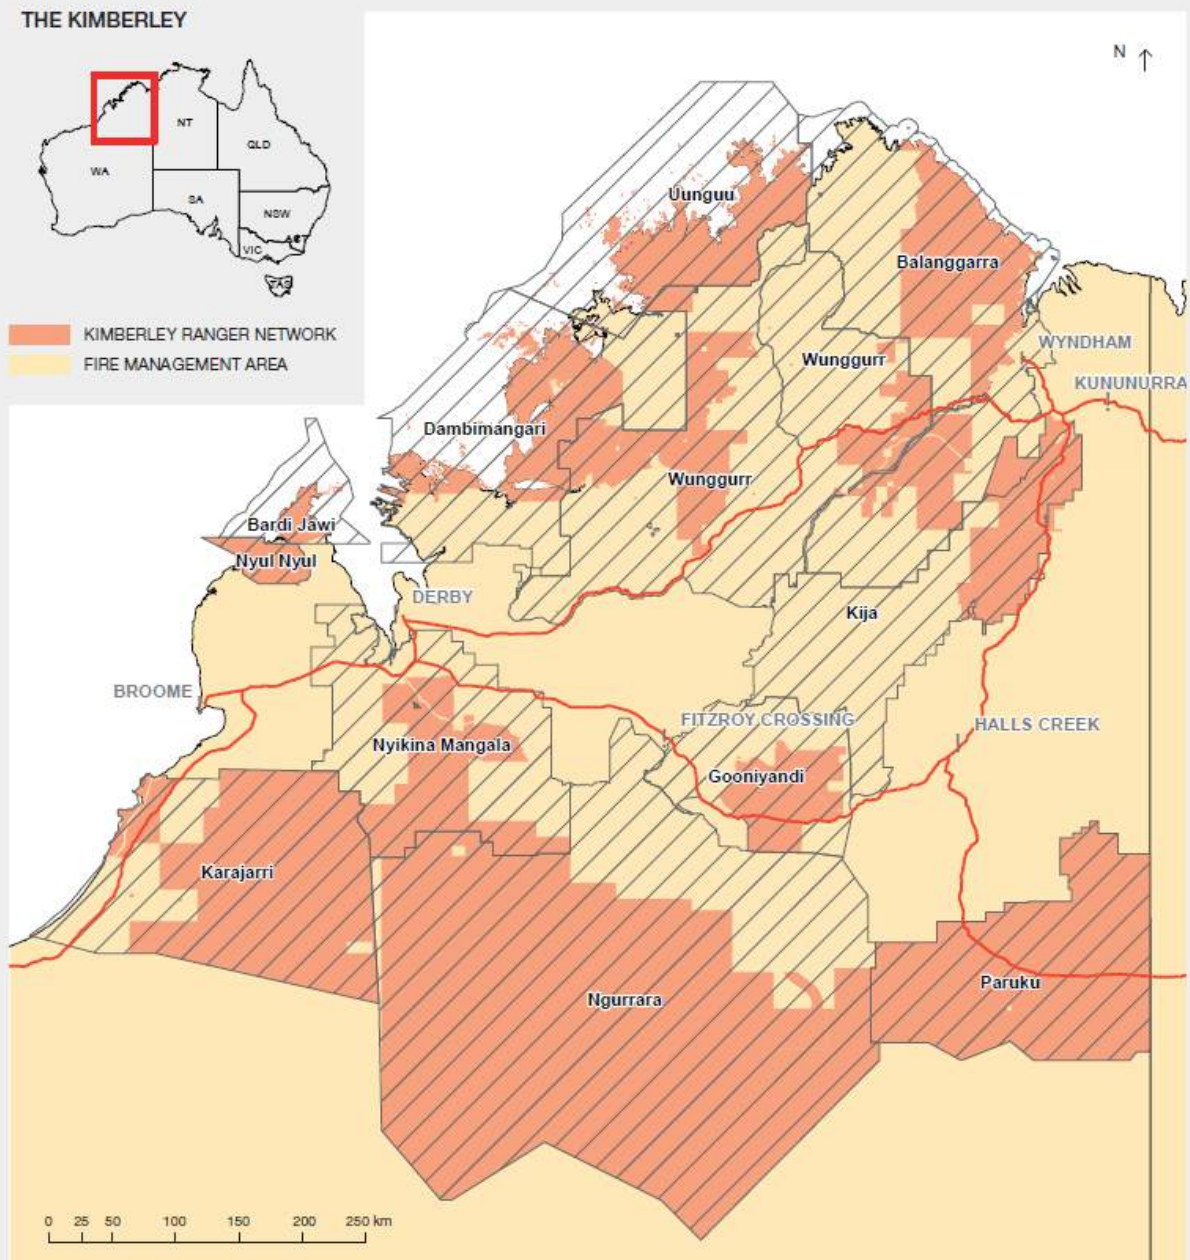 THE KIMBERLEY
N
NT
QLD
WA
SA
NSW
ACT
VIC
TAS
KIMBERLEY RANGER NETWORK
FIRE MANAGEMENT AREA
Uunguu
Balanggarra
WYNDHAM
Wunggurr
KUNUNURRA
Dambimangari
Wunggurr
Bardi Jawi
Nyul Nyul
DERBY
Kija
BROOME
FITZROY CROSSING
HALLS CREEK
Nyikina Mangala
Gooniyandi
Karajarri
Paruku
Ngurrara
0 25 50 100 150 200 250 km